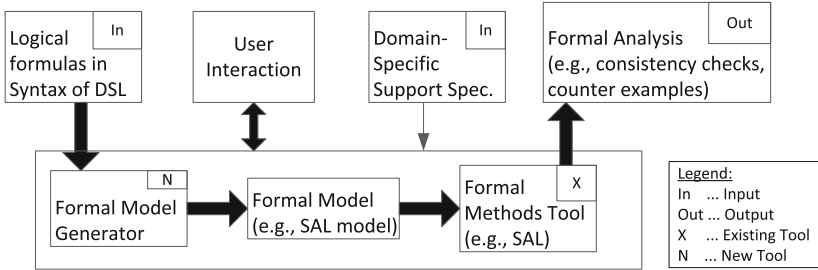 In
Logical
formulas in
Syntax of DSL
User
Interaction
In
Domain-
Specific
Support Spec.
Out
Formal Analysis
(e.g., consistency checks,
counter examples)
N
Formal Model
Generator
Formal Model
(e.g., SAL model)
X
Formal
Methods Tool
(e.g., SAL)
Legend:
In ... Input
Out ... Output
X ... Existing Tool
N ... New Tool